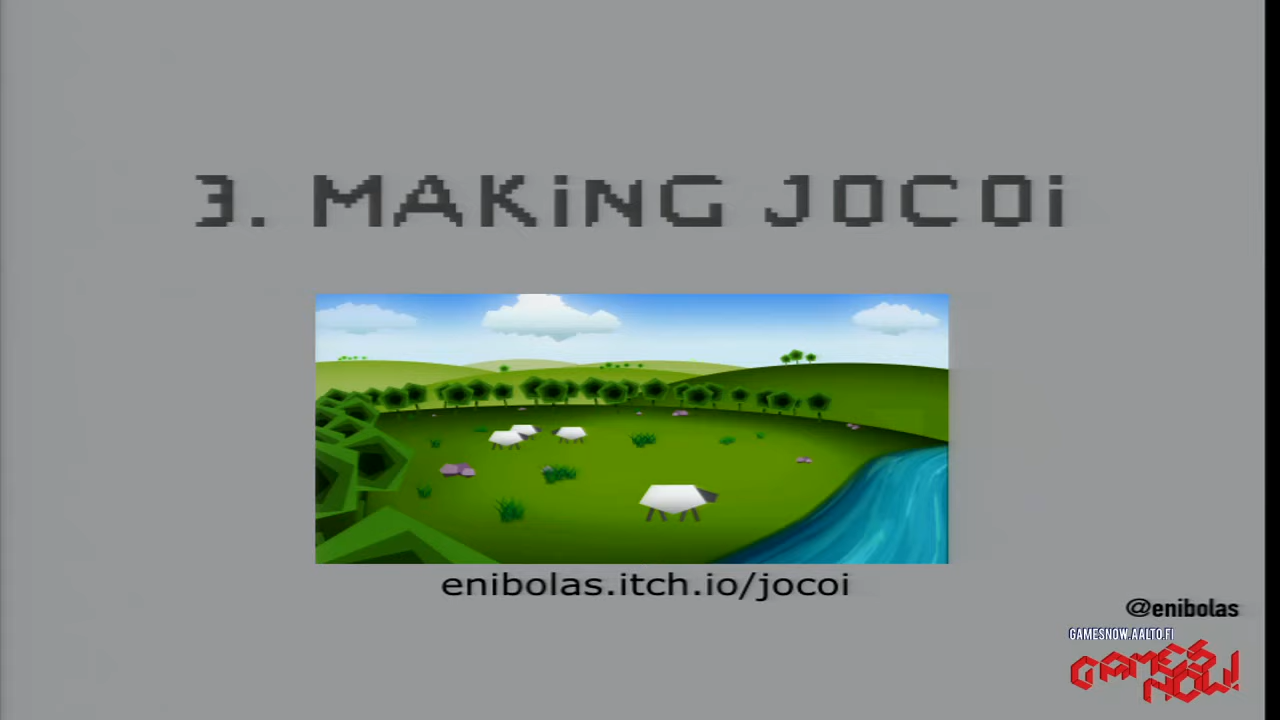 3. MAKiNG JOCOi
enibolas.itch.io/jocoi
@enibolas
GAMESNOW.AALTO.FI
GAMES
NOW!